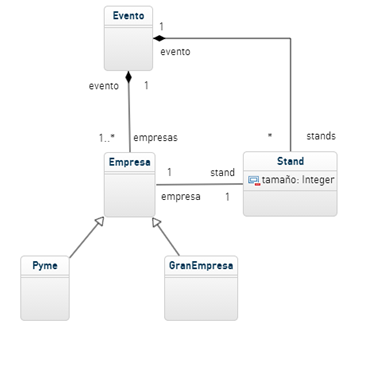 Evento
1
evento
evento
1
1..*
empresas
*
stands
Empresa
1
stand
empresa
1
Stand
tamaño: Integer
Pyme
GranEmpresa